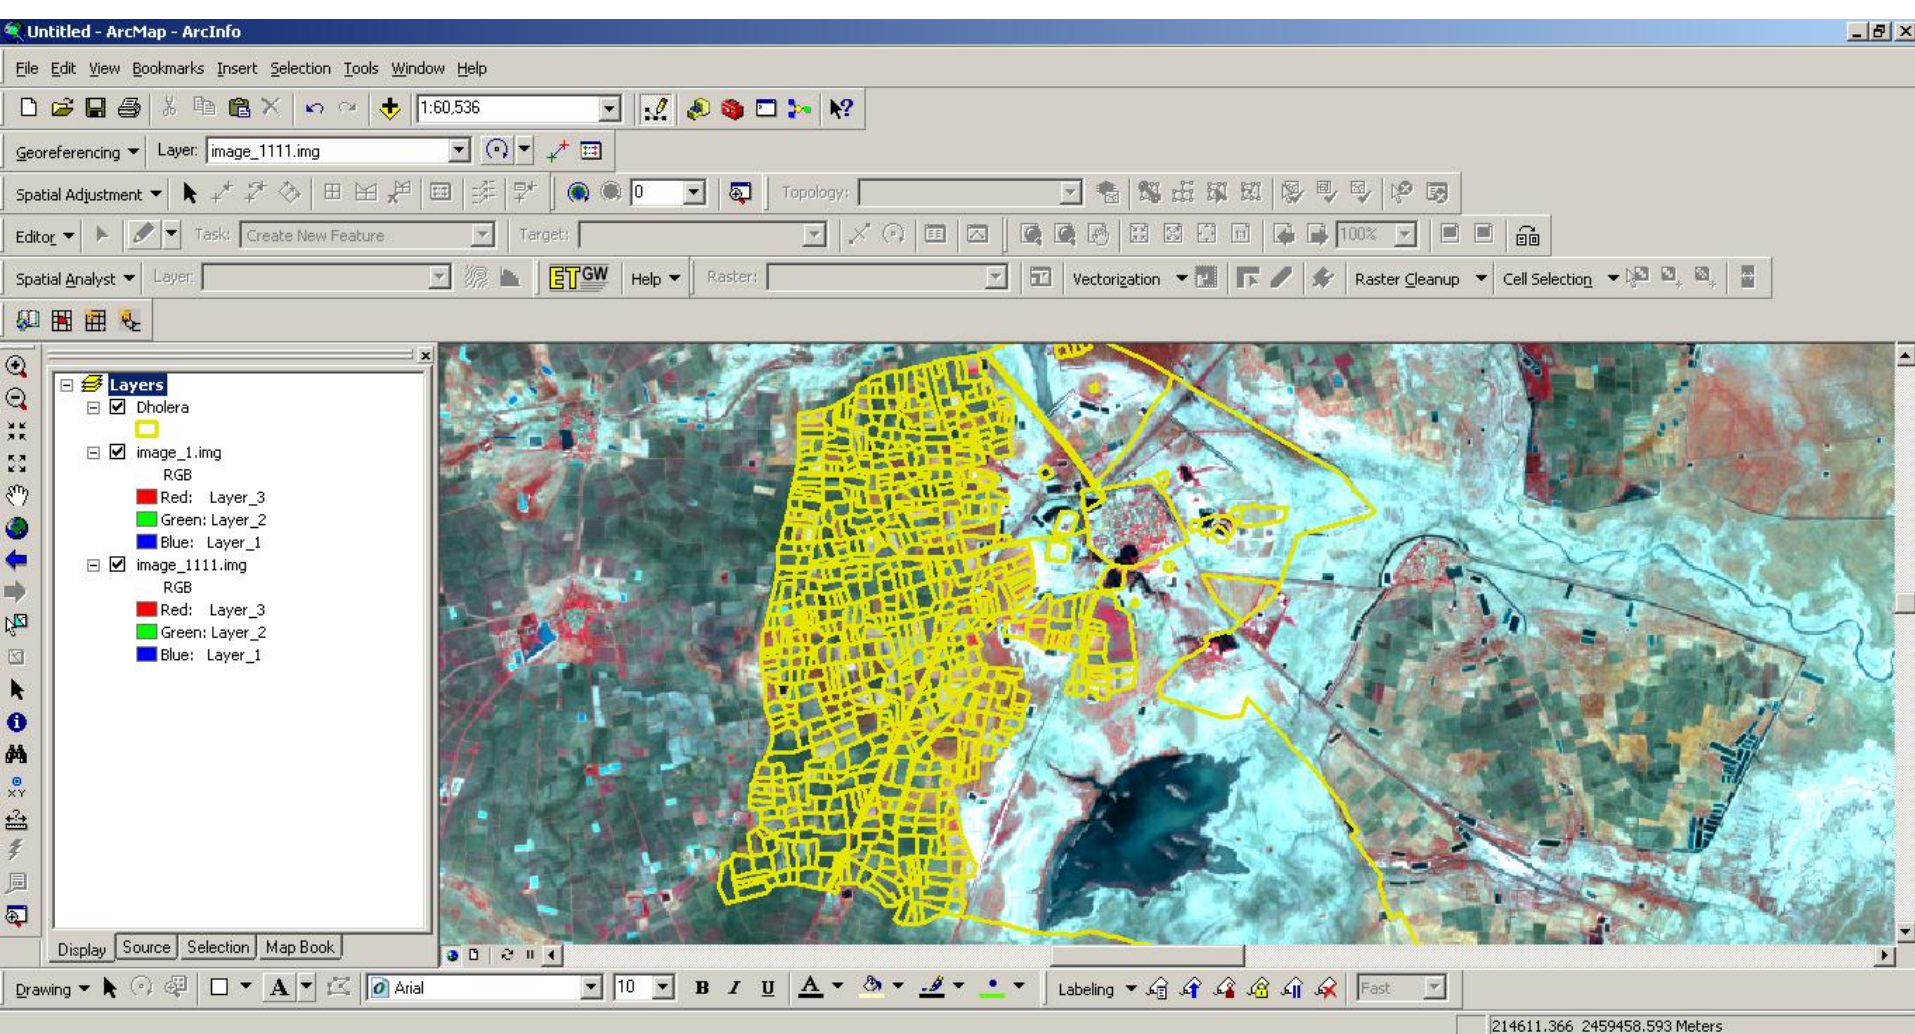 Untitled - ArcMap - ArcInfo
File Edit View Bookmarks Insert Selection Tools Window Help
1:60,536
Georeferencing Layer: image_1111.img
Spatial Adjustment 0 Topology:
Editor Task: Create New Feature Target: 100%
Spatial Analyst Layer: ET GW Help Raster: Vectorization Raster Cleanup Cell Selection
Layers
Dholera
image_1.img
RGB
Red: Layer_3
Green: Layer_2
Blue: Layer_1
image_1111.img
RGB
Red: Layer_3
Green: Layer_2
Blue: Layer_1
Display Source Selection Map Book
Drawing A Arial 10 B I U A Labeling Fast
214611.366 2459458.593 Meters